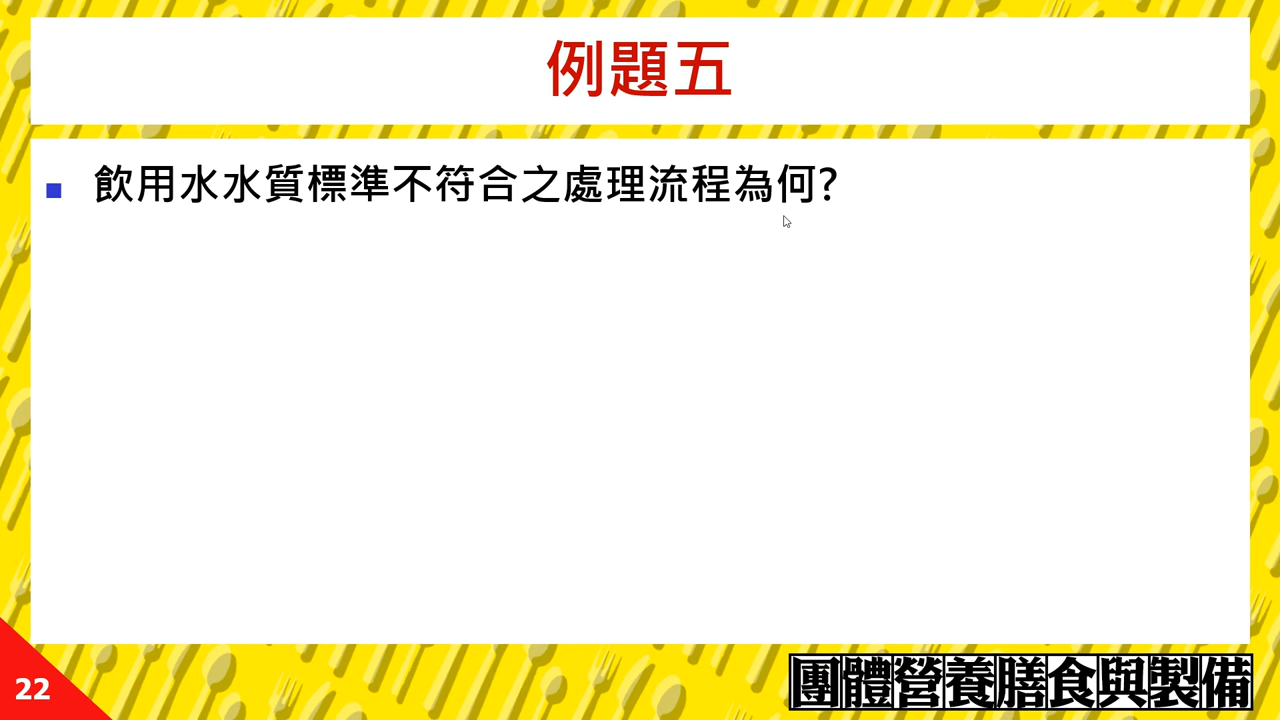 例題五
飲用水水質標準不符合之處理流程為何?
22
團體營養膳食與製備